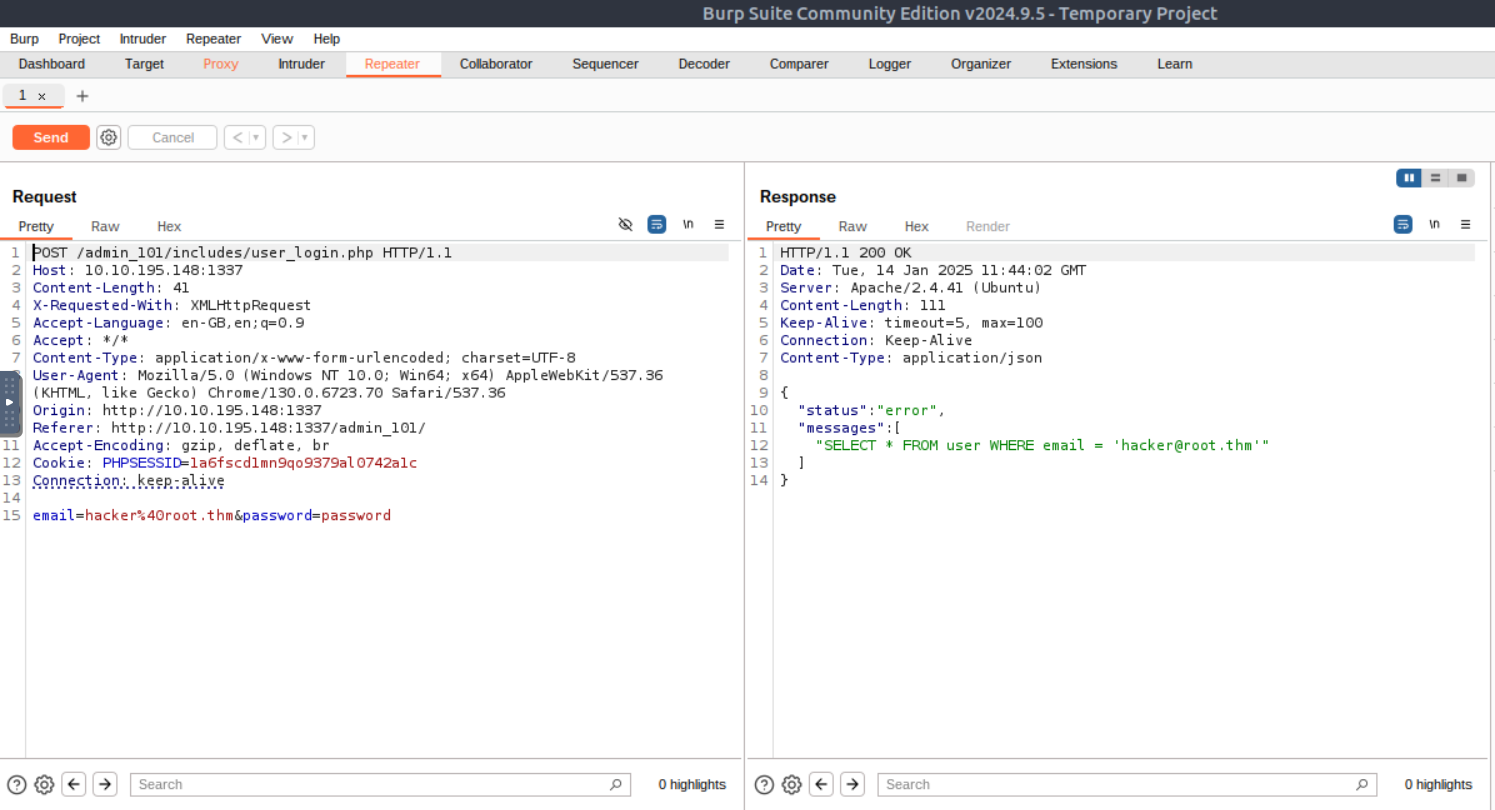 Burp Suite Community Edition v2024.9.5 - Temporary Project
Burp Project Intruder Repeater View Help
Dashboard Target Proxy Intruder Repeater Collaborator Sequencer Decoder Comparer Logger Organizer Extensions Learn
1 × +
Send Cancel < >
Request
Pretty Raw Hex \n
1 POST /admin_101/includes/user_login.php HTTP/1.1
2 Host: 10.10.195.148:1337
3 Content-Length: 41
4 X-Requested-With: XMLHttpRequest
5 Accept-Language: en-GB,en;q=0.9
6 Accept: */*
7 Content-Type: application/x-www-form-urlencoded; charset=UTF-8
User-Agent: Mozilla/5.0 (Windows NT 10.0; Win64; x64) AppleWebKit/537.36
(KHTML, like Gecko) Chrome/130.0.6723.70 Safari/537.36
Origin: http://10.10.195.148:1337
Referer: http://10.10.195.148:1337/admin_101/
11 Accept-Encoding: gzip, deflate, br
12 Cookie: PHPSESSID=1a6fscd1mn9qo9379al0742a1c
13 Connection: keep-alive
14
15 email=hacker%40root.thm&password=password
Search 0 highlights
Response
Pretty Raw Hex Render \n
1 HTTP/1.1 200 OK
2 Date: Tue, 14 Jan 2025 11:44:02 GMT
3 Server: Apache/2.4.41 (Ubuntu)
4 Content-Length: 111
5 Keep-Alive: timeout=5, max=100
6 Connection: Keep-Alive
7 Content-Type: application/json
8
9 {
10 "status":"error",
11 "messages":[
12 "SELECT * FROM user WHERE email = 'hacker@root.thm'"
13 ]
14 }
Search 0 highlights